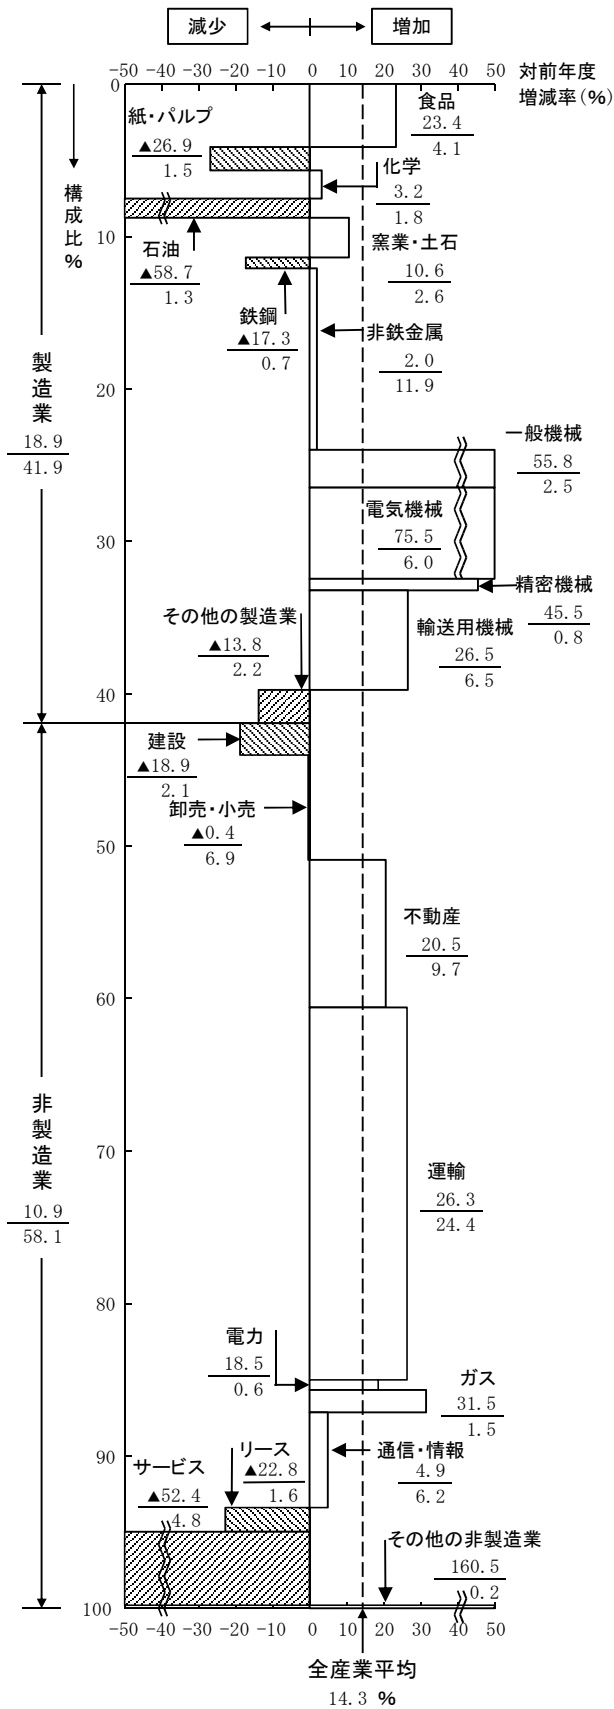 減少
増加
-50 -40 -30 -20 -10 0 10 20 30 40 50
対前年度
増減率(%)
0
10
20
30
40
50
60
70
80
90
100
構成比%
製造業
18.9
41.9
非製造業
10.9
58.1
食品
23.4
4.1
紙・パルプ
▲26.9
1.5
化学
3.2
1.8
石油
▲58.7
1.3
窯業・土石
10.6
2.6
鉄鋼
▲17.3
0.7
非鉄金属
2.0
11.9
一般機械
55.8
2.5
電気機械
75.5
6.0
精密機械
45.5
0.8
輸送用機械
26.5
6.5
その他の製造業
▲13.8
2.2
建設
▲18.9
2.1
卸売・小売
▲0.4
6.9
不動産
20.5
9.7
運輸
26.3
24.4
電力
18.5
0.6
ガス
31.5
1.5
通信・情報
4.9
6.2
リース
▲22.8
1.6
サービス
▲52.4
4.8
その他の非製造業
160.5
0.2
-50 -40 -30 -20 -10 0 10 20 30 40 50
全産業平均
14.3 %